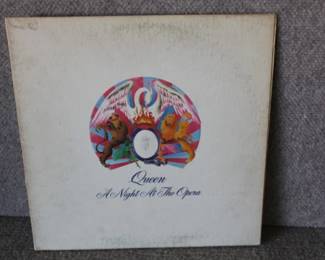 Queen
A Night At The Opera